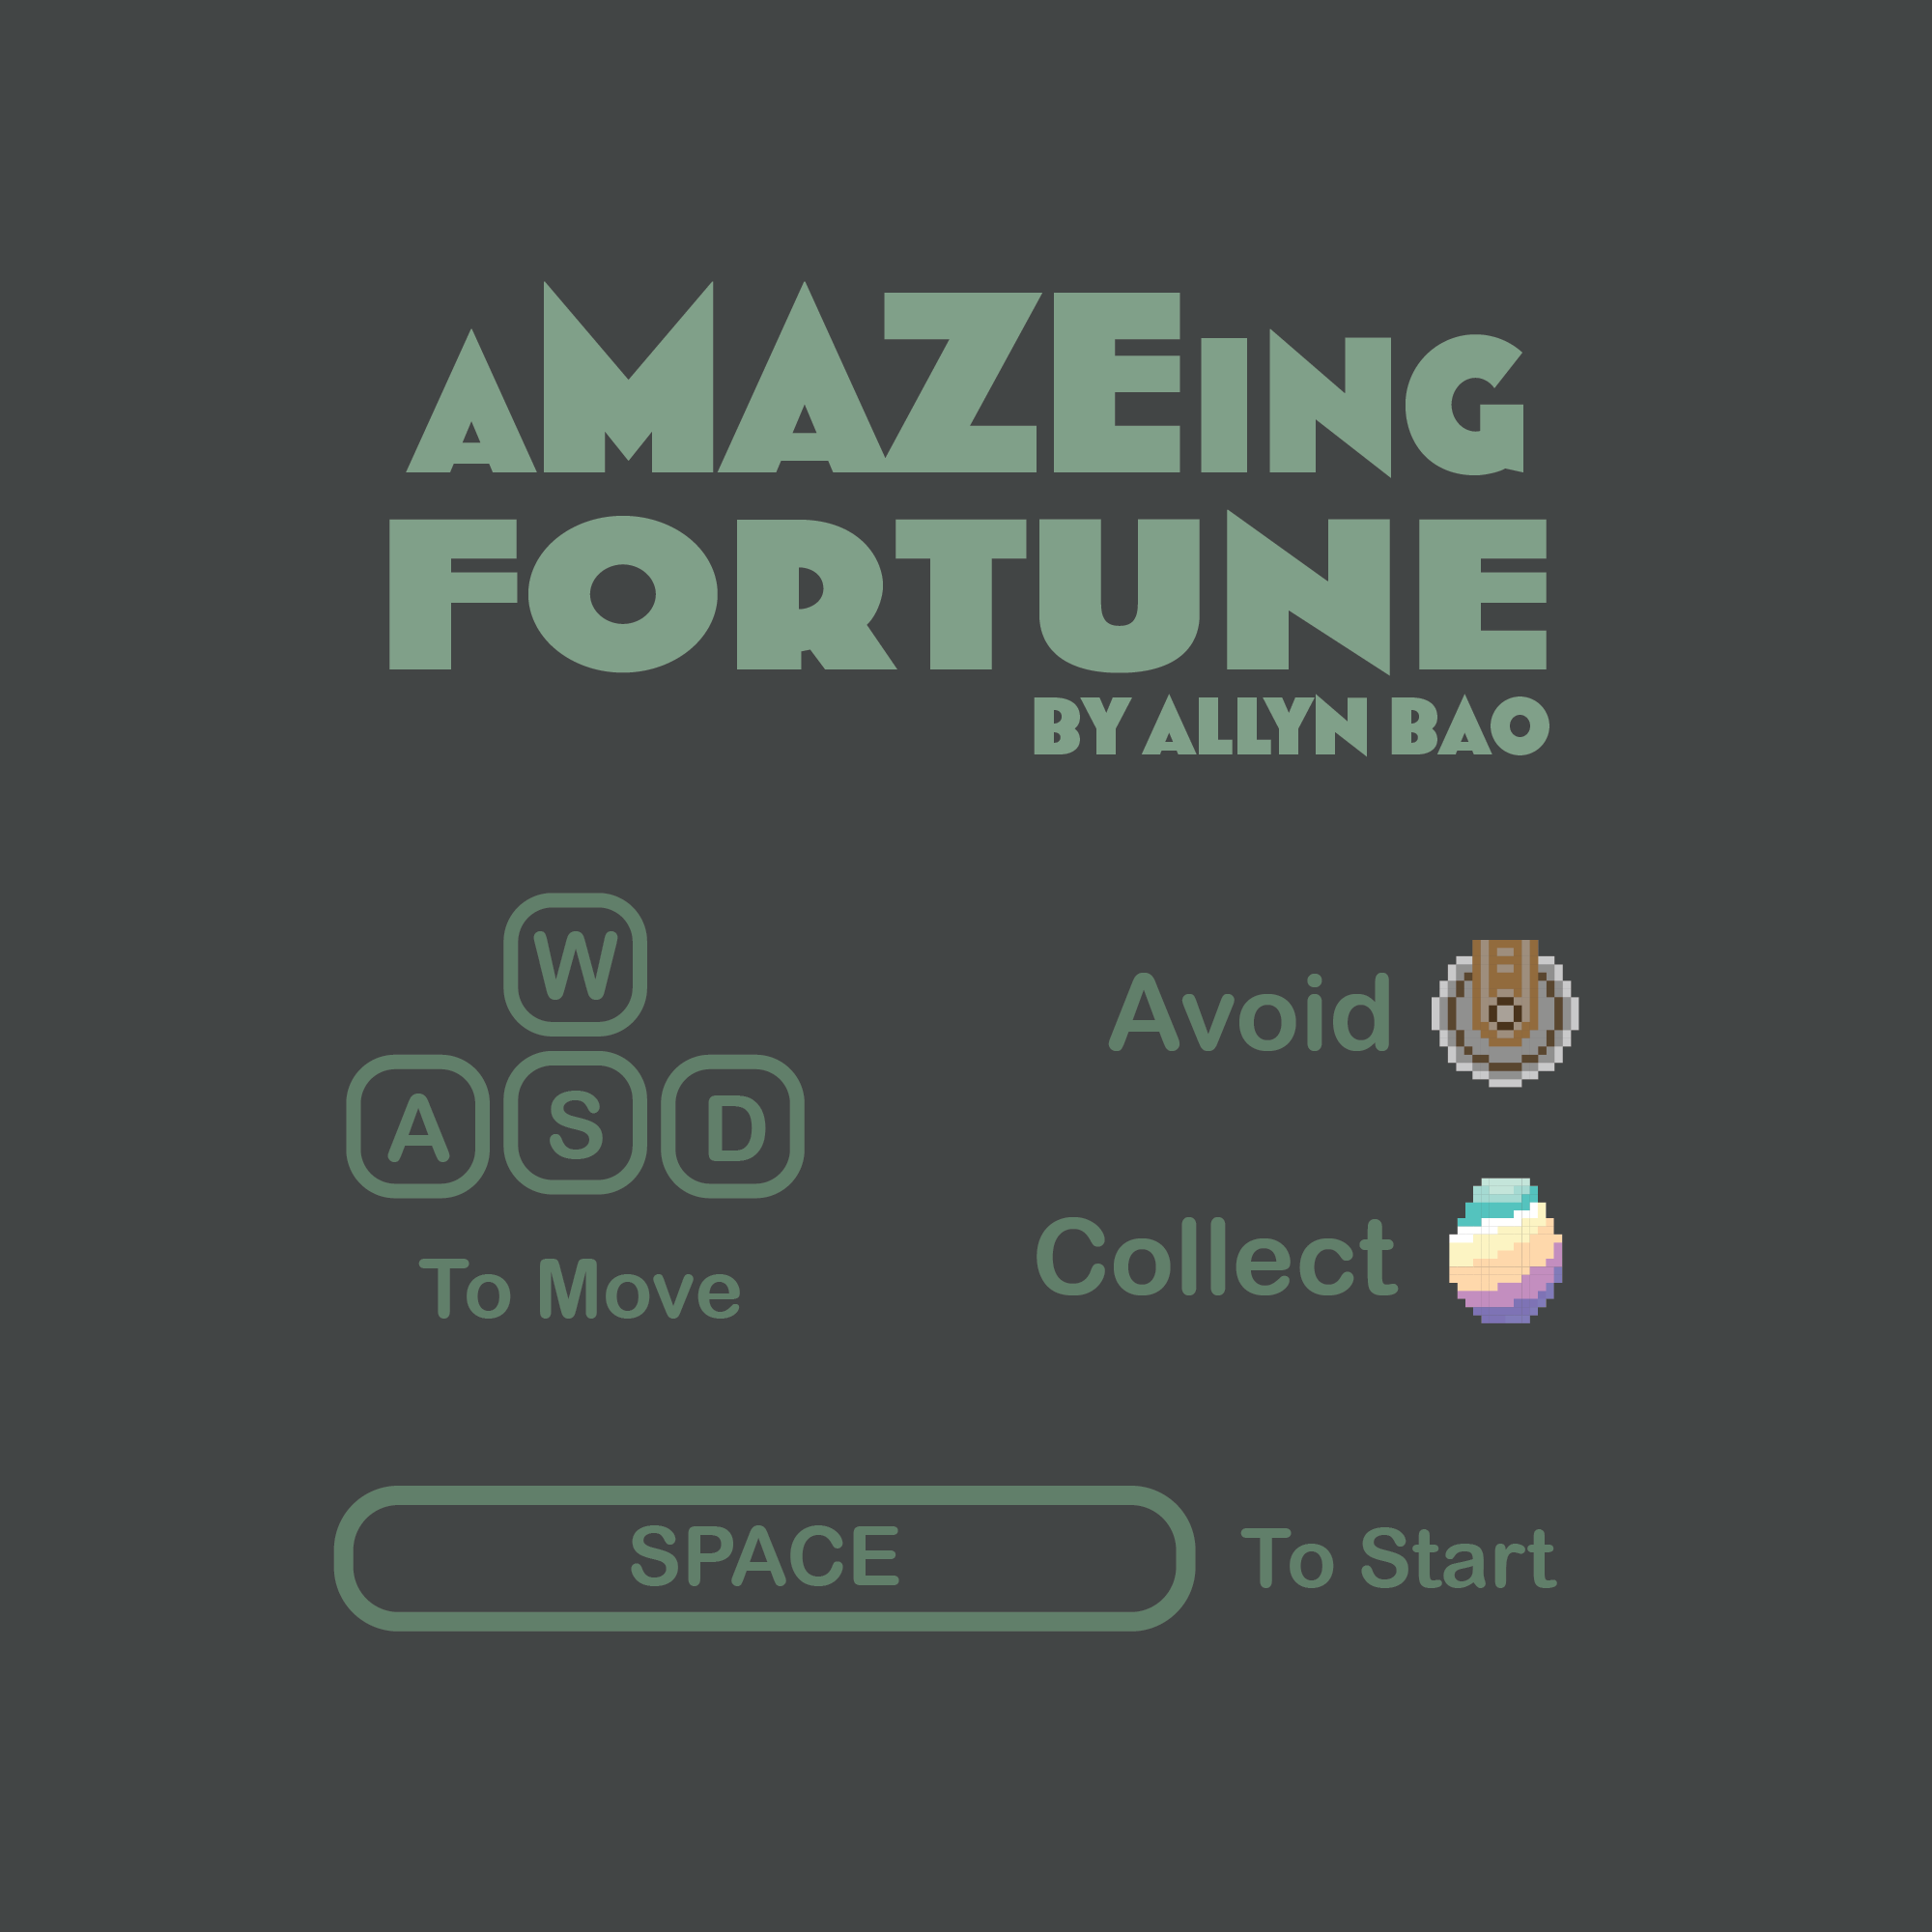 AMAZEING
FORTUNE
BY ALLYN BAO
W
A S D
To Move
Avoid
Collect
SPACE To Start